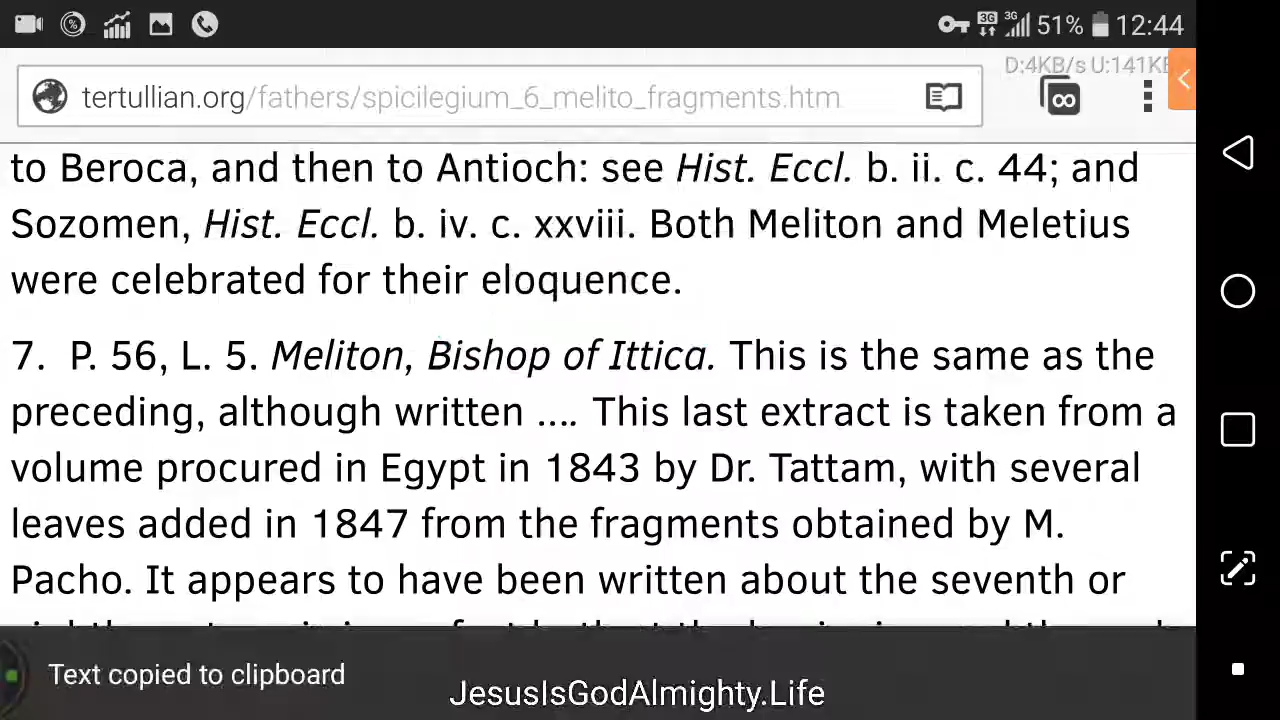 3G 3G 51% 12:44
D:4KB/s U:141KB
tertullian.org/fathers/spicilegium_6_melito_fragments.htm
to Beroca, and then to Antioch: see Hist. Eccl. b. ii. c. 44; and
Sozomen, Hist. Eccl. b. iv. c. xxviii. Both Meliton and Meletius
were celebrated for their eloquence.
7. P. 56, L. 5. Meliton, Bishop of Ittica. This is the same as the
preceding, although written .... This last extract is taken from a
volume procured in Egypt in 1843 by Dr. Tattam, with several
leaves added in 1847 from the fragments obtained by M.
Pacho. It appears to have been written about the seventh or
Text copied to clipboard
JesusIsGodAlmighty.Life